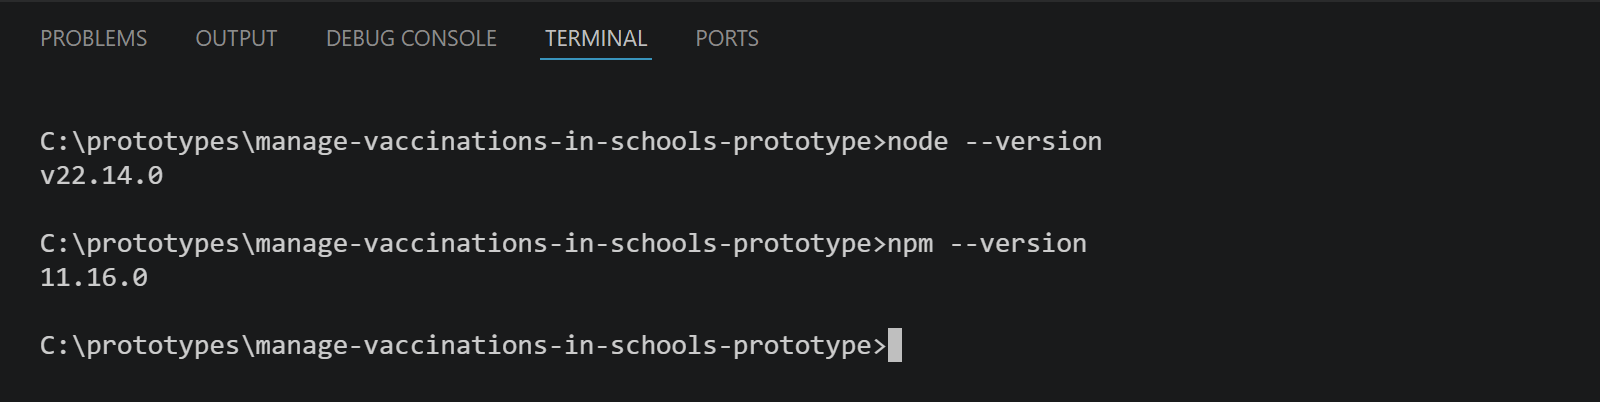 PROBLEMS OUTPUT DEBUG CONSOLE TERMINAL PORTS
C:\prototypes\manage-vaccinations-in-schools-prototype>node --version
v22.14.0
C:\prototypes\manage-vaccinations-in-schools-prototype>npm --version
11.16.0
C:\prototypes\manage-vaccinations-in-schools-prototype>